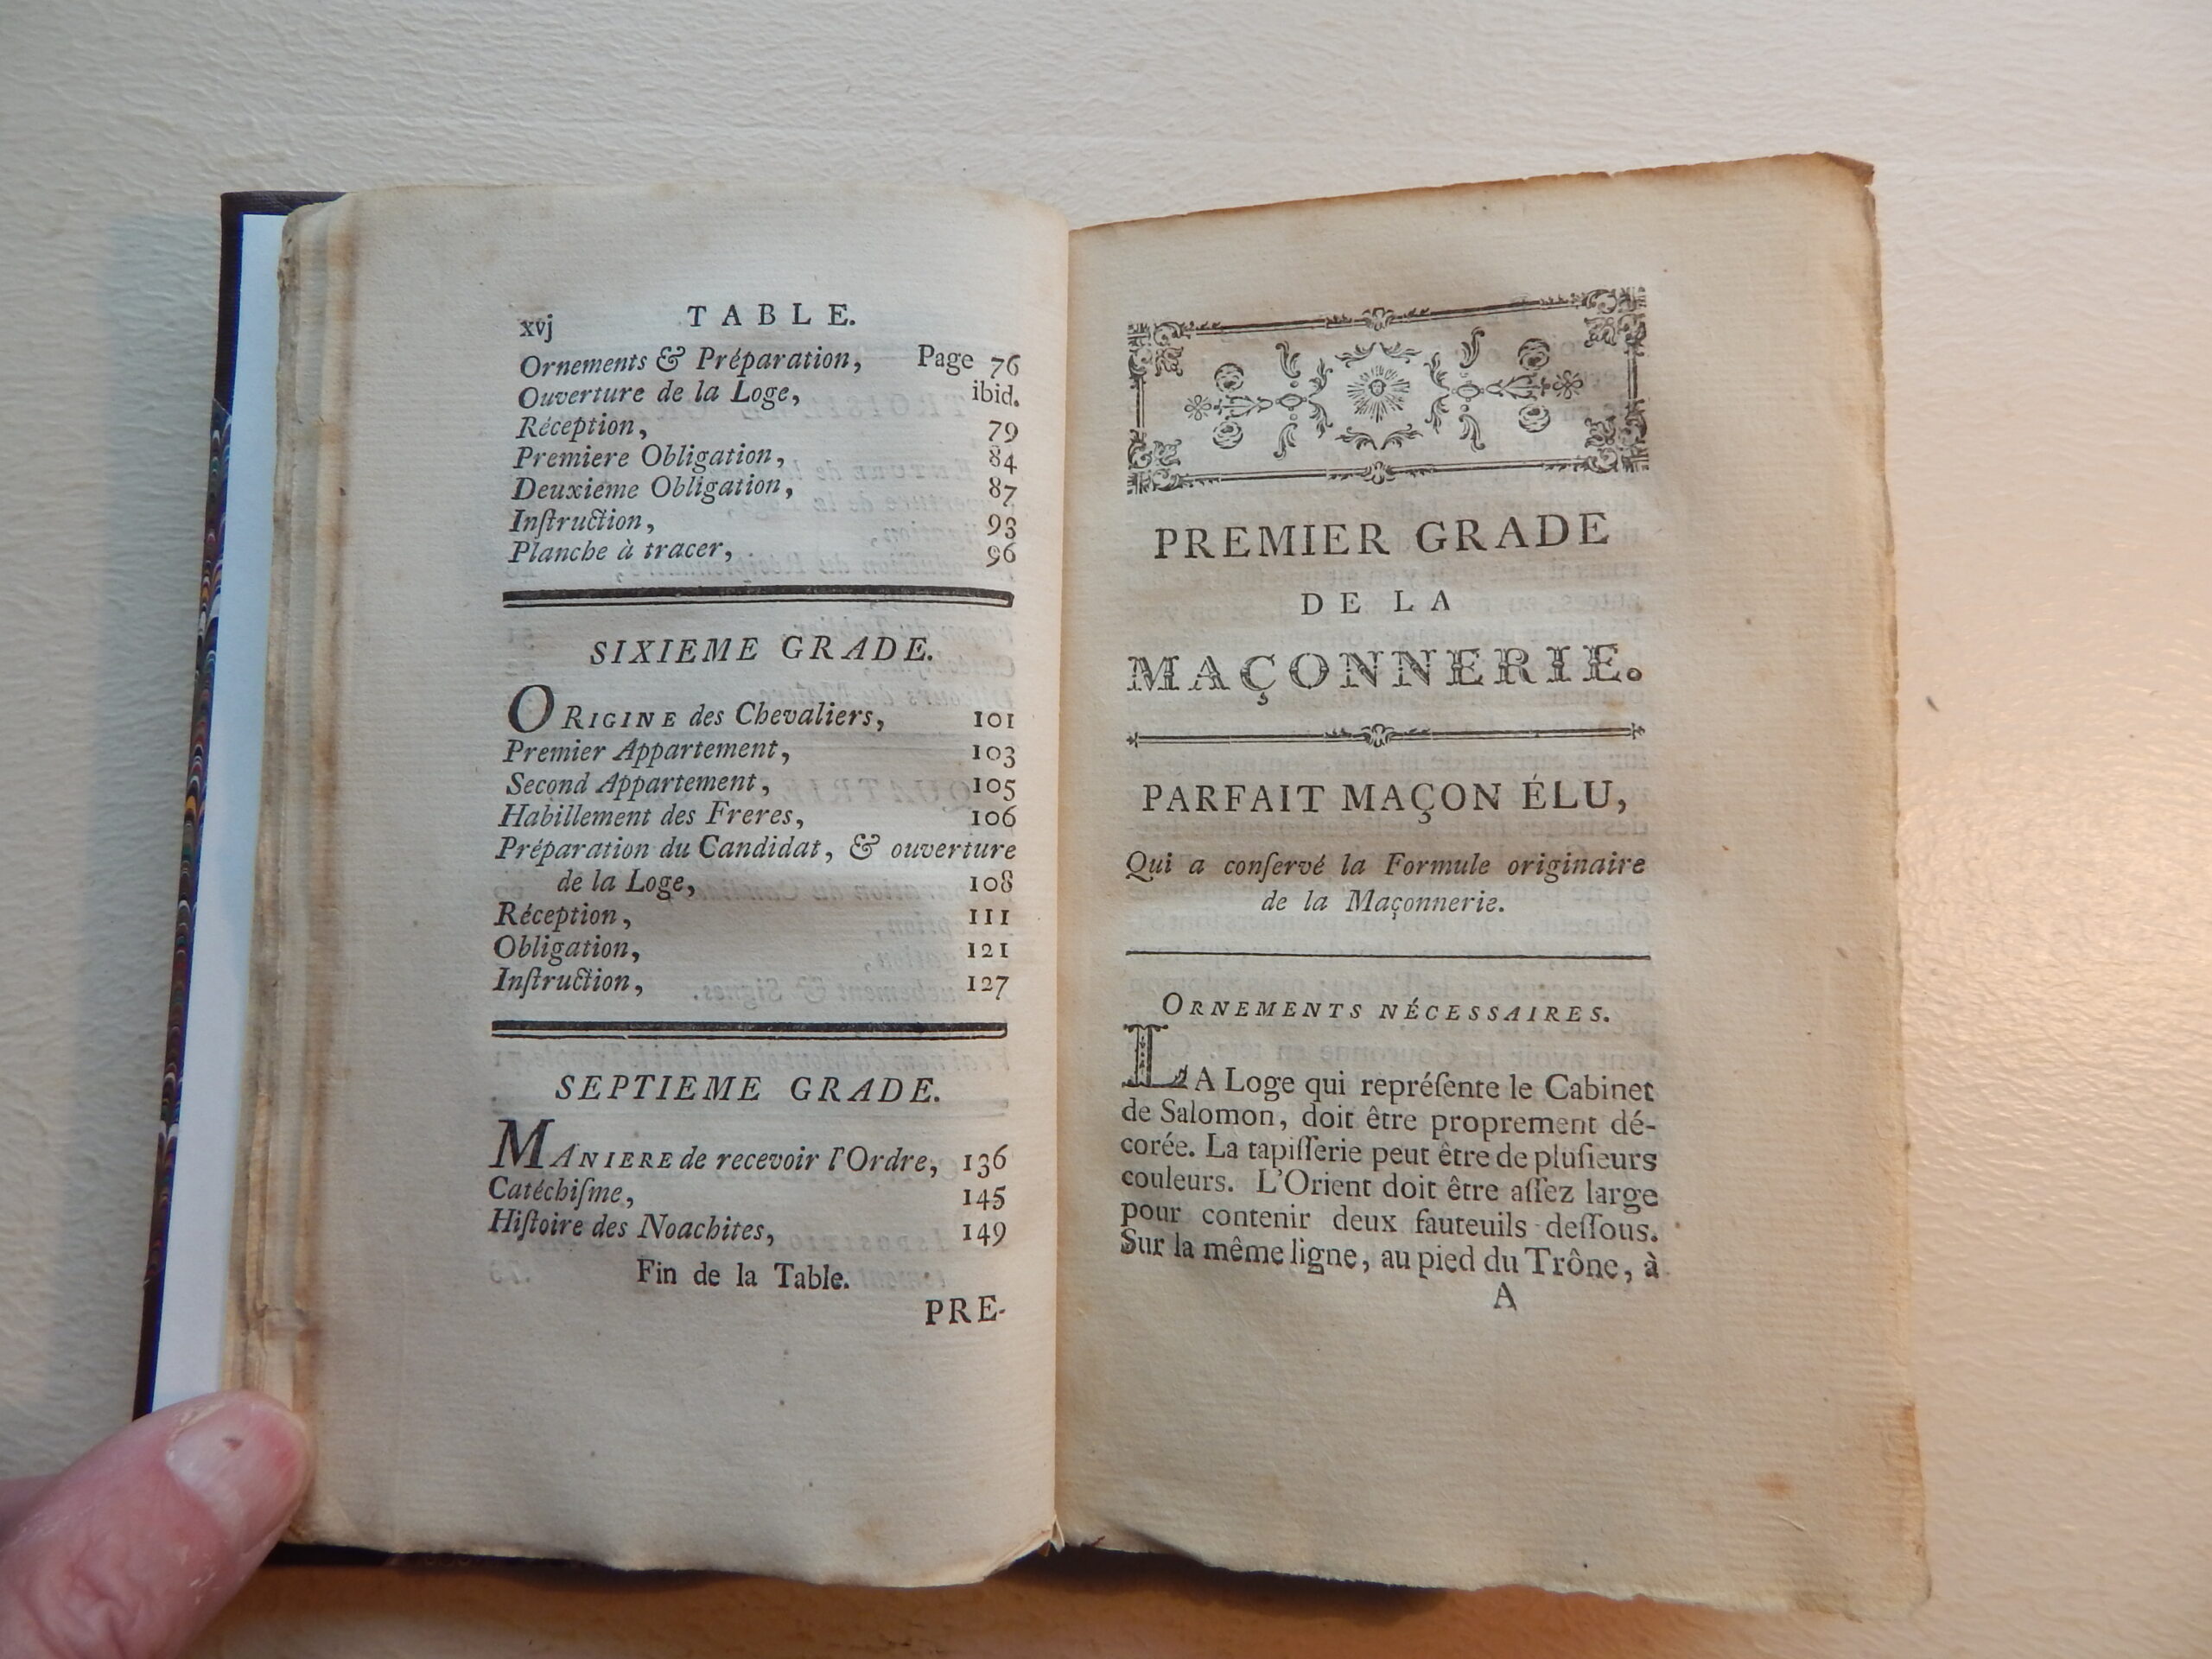 xvj TABLE.
Ornements & Préparation, Page 76
Ouverture de la Loge, ibid.
Réception, 79
Premiere Obligation, 84
Deuxieme Obligation, 87
Inſtruction, 93
Planche à tracer, 96
SIXIEME GRADE.
ORIGINE des Chevaliers, 101
Premier Appartement, 103
Second Appartement, 105
Habillement des Freres, 106
Préparation du Candidat, & ouverture
de la Loge, 108
Réception, 111
Obligation, 121
Inſtruction, 127
SEPTIEME GRADE.
MANIERE de recevoir l'Ordre, 136
Catéchiſme, 145
Hiſtoire des Noachites, 149
Fin de la Table.
PRE-
PREMIER GRADE
DE LA
MAÇONNERIE.
PARFAIT MAÇON ÉLU,
Qui a conſervé la Formule originaire
de la Maçonnerie.
ORNEMENTS NÉCESSAIRES.
LA Loge qui repréſente le Cabinet
de Salomon, doit être proprement dé-
corée. La tapiſſerie peut être de pluſieurs
couleurs. L'Orient doit être aſſez large
pour contenir deux fauteuils deſſous.
Sur la même ligne, au pied du Trône, à
A